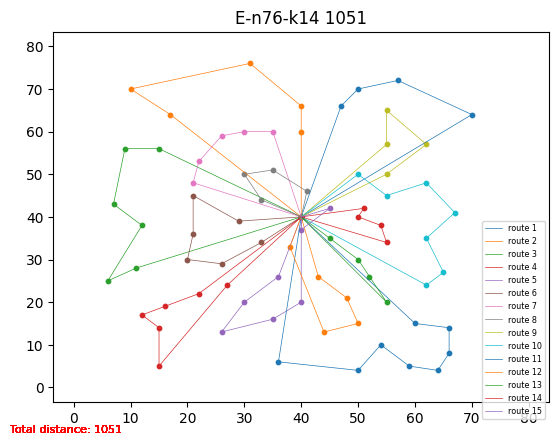 E-n76-k14 1051
80
70
60
50
40
30
20
10
0
0 10 20 30 40 50 60 70 80
route 1
route 2
route 3
route 4
route 5
route 6
route 7
route 8
route 9
route 10
route 11
route 12
route 13
route 14
route 15
Total distance: 1051